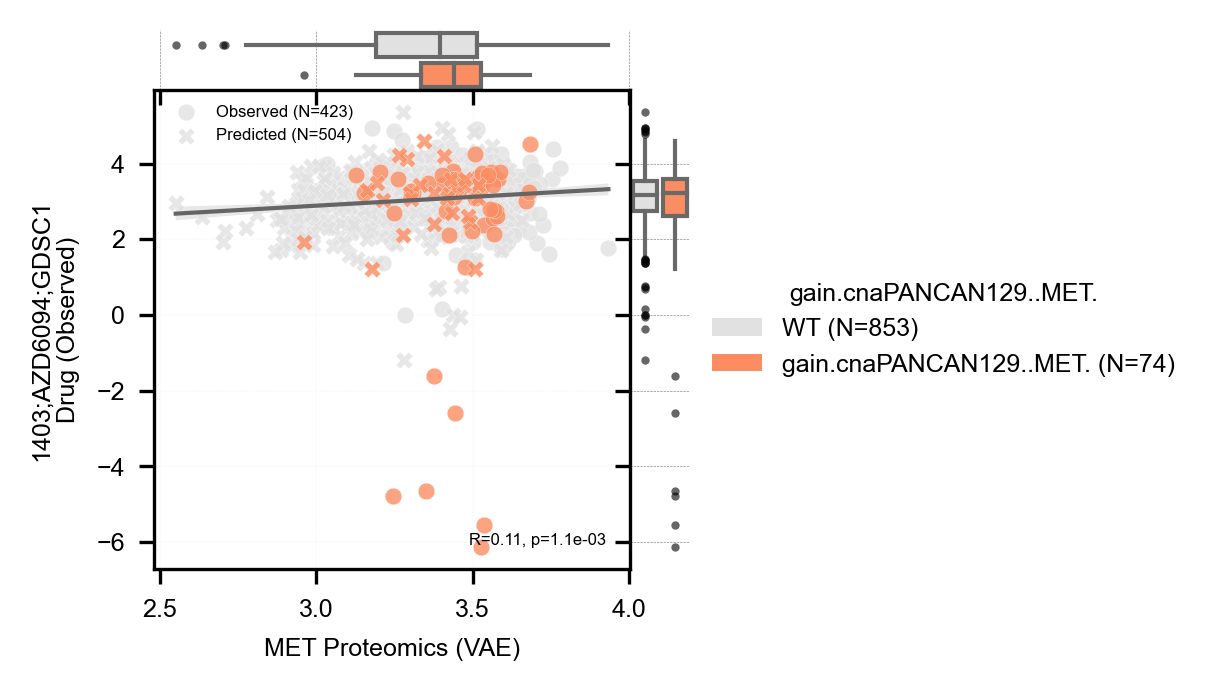 Observed (N=423)
Predicted (N=504)
4
2
0
−2
−4
−6
1403;AZD6094;GDSC1
Drug (Observed)
R=0.11, p=1.1e-03
2.5
3.0
3.5
4.0
MET Proteomics (VAE)
gain.cnaPANCAN129..MET.
WT (N=853)
gain.cnaPANCAN129..MET. (N=74)